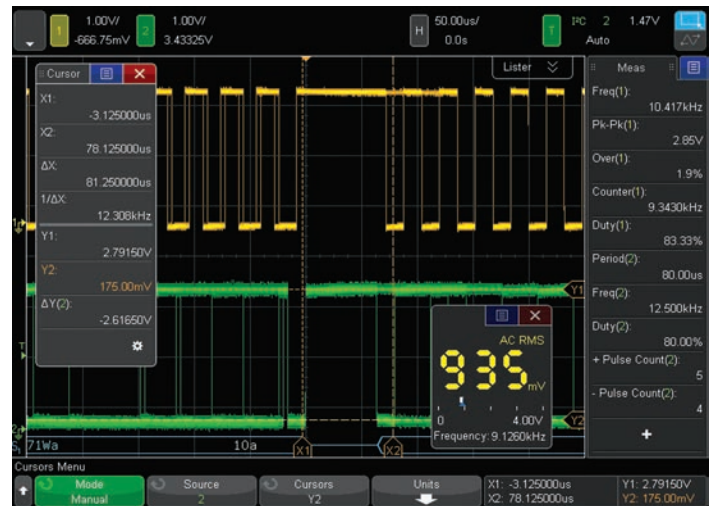 1 1.00V/ 2 1.00V/ H 50.00us/ T I²C 2 1.47V
-666.75mV 3.43325V 0.0s Auto
Cursor
X1:
-3.125000us
X2:
78.125000us
ΔX:
81.250000us
1/ΔX:
12.308kHz
Y1:
2.79150V
Y2:
175.00mV
ΔY(2):
-2.61650V
Lister
Meas
Freq(1):
10.417kHz
Pk-Pk(1):
2.85V
Over(1):
1.9%
Counter(1):
9.3430kHz
Duty(1):
83.33%
Period(2):
80.00us
Freq(2):
12.500kHz
Duty(2):
80.00%
+ Pulse Count(2):
5
- Pulse Count(2):
4
+
AC RMS
935 mV
0 4.00V
Frequency: 9.1260kHz
Y1
Y2
T
71Wa 10a X1 X2
Cursors Menu
Mode Source Cursors Units X1: -3.125000us Y1: 2.79150V
Manual 2 Y2 X2: 78.125000us Y2: 175.00mV